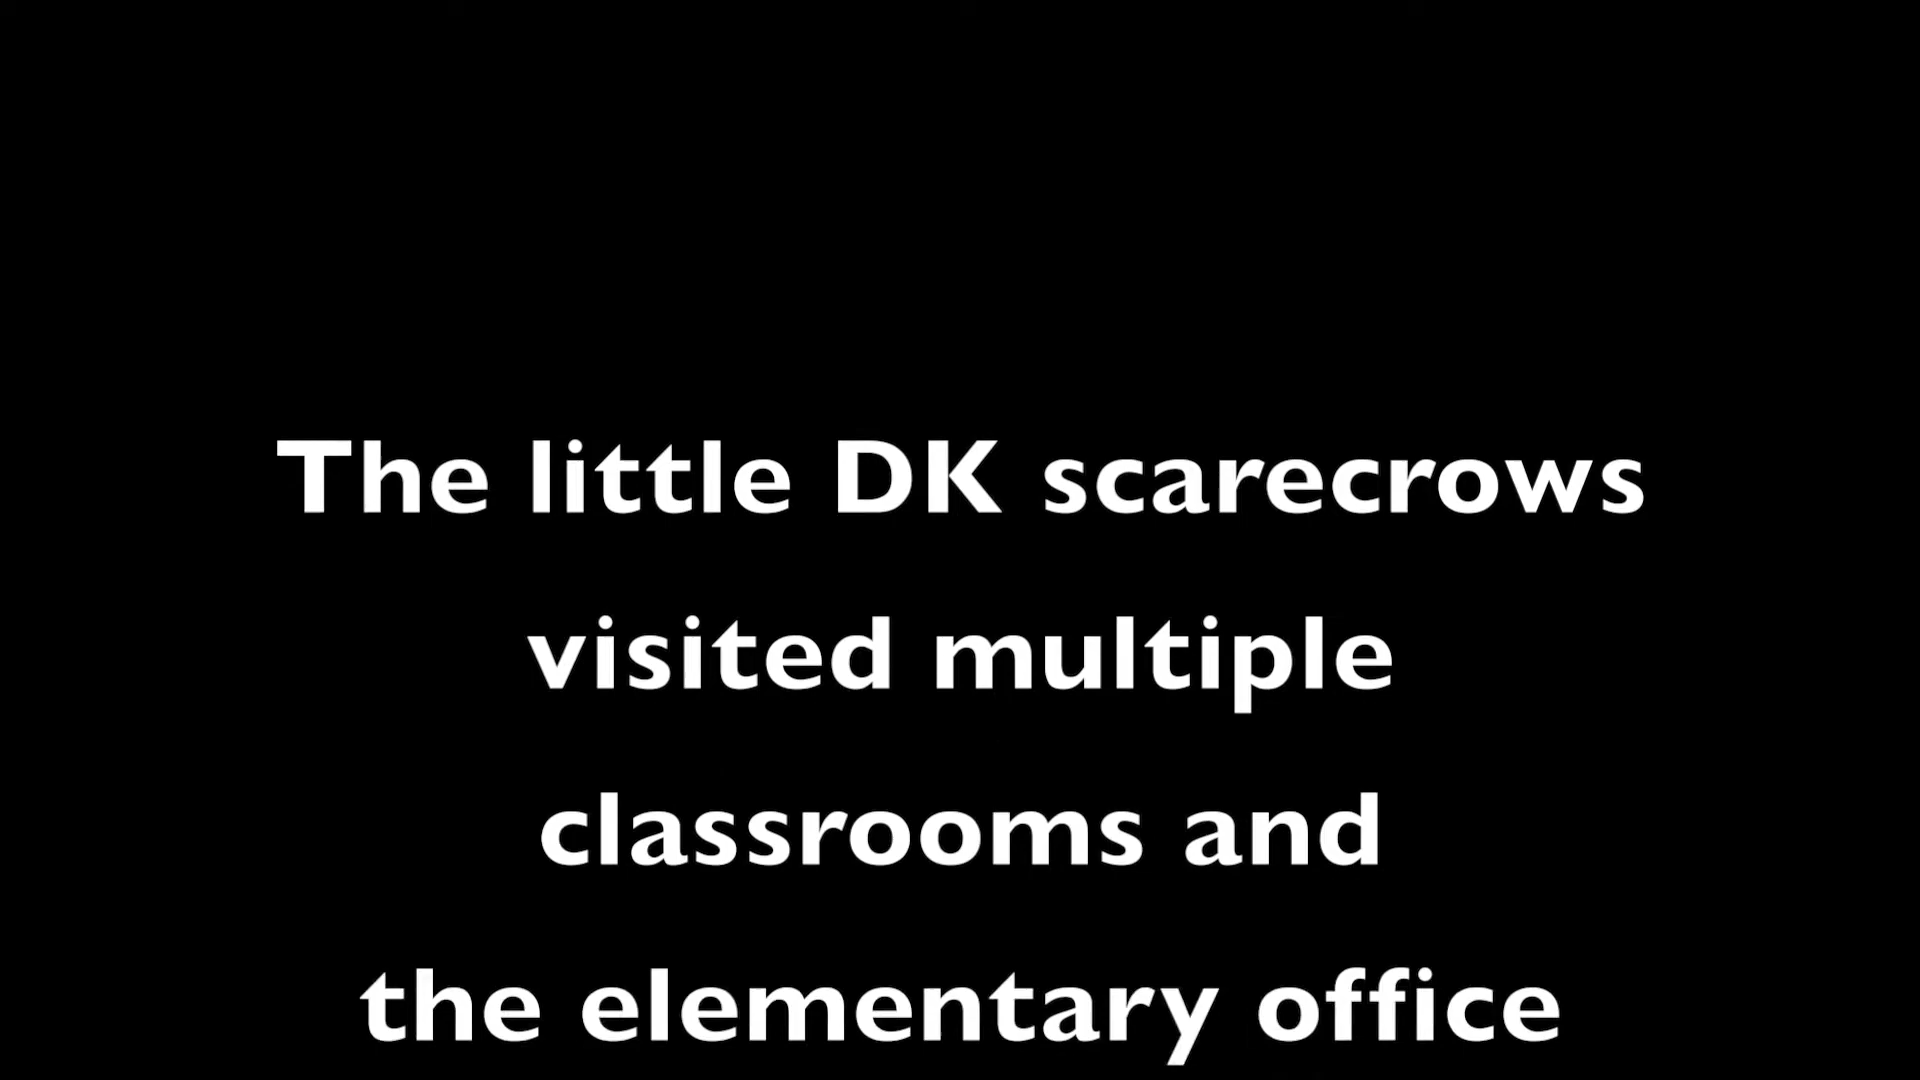 The little DK scarecrows
visited multiple
classrooms and
the elementary office